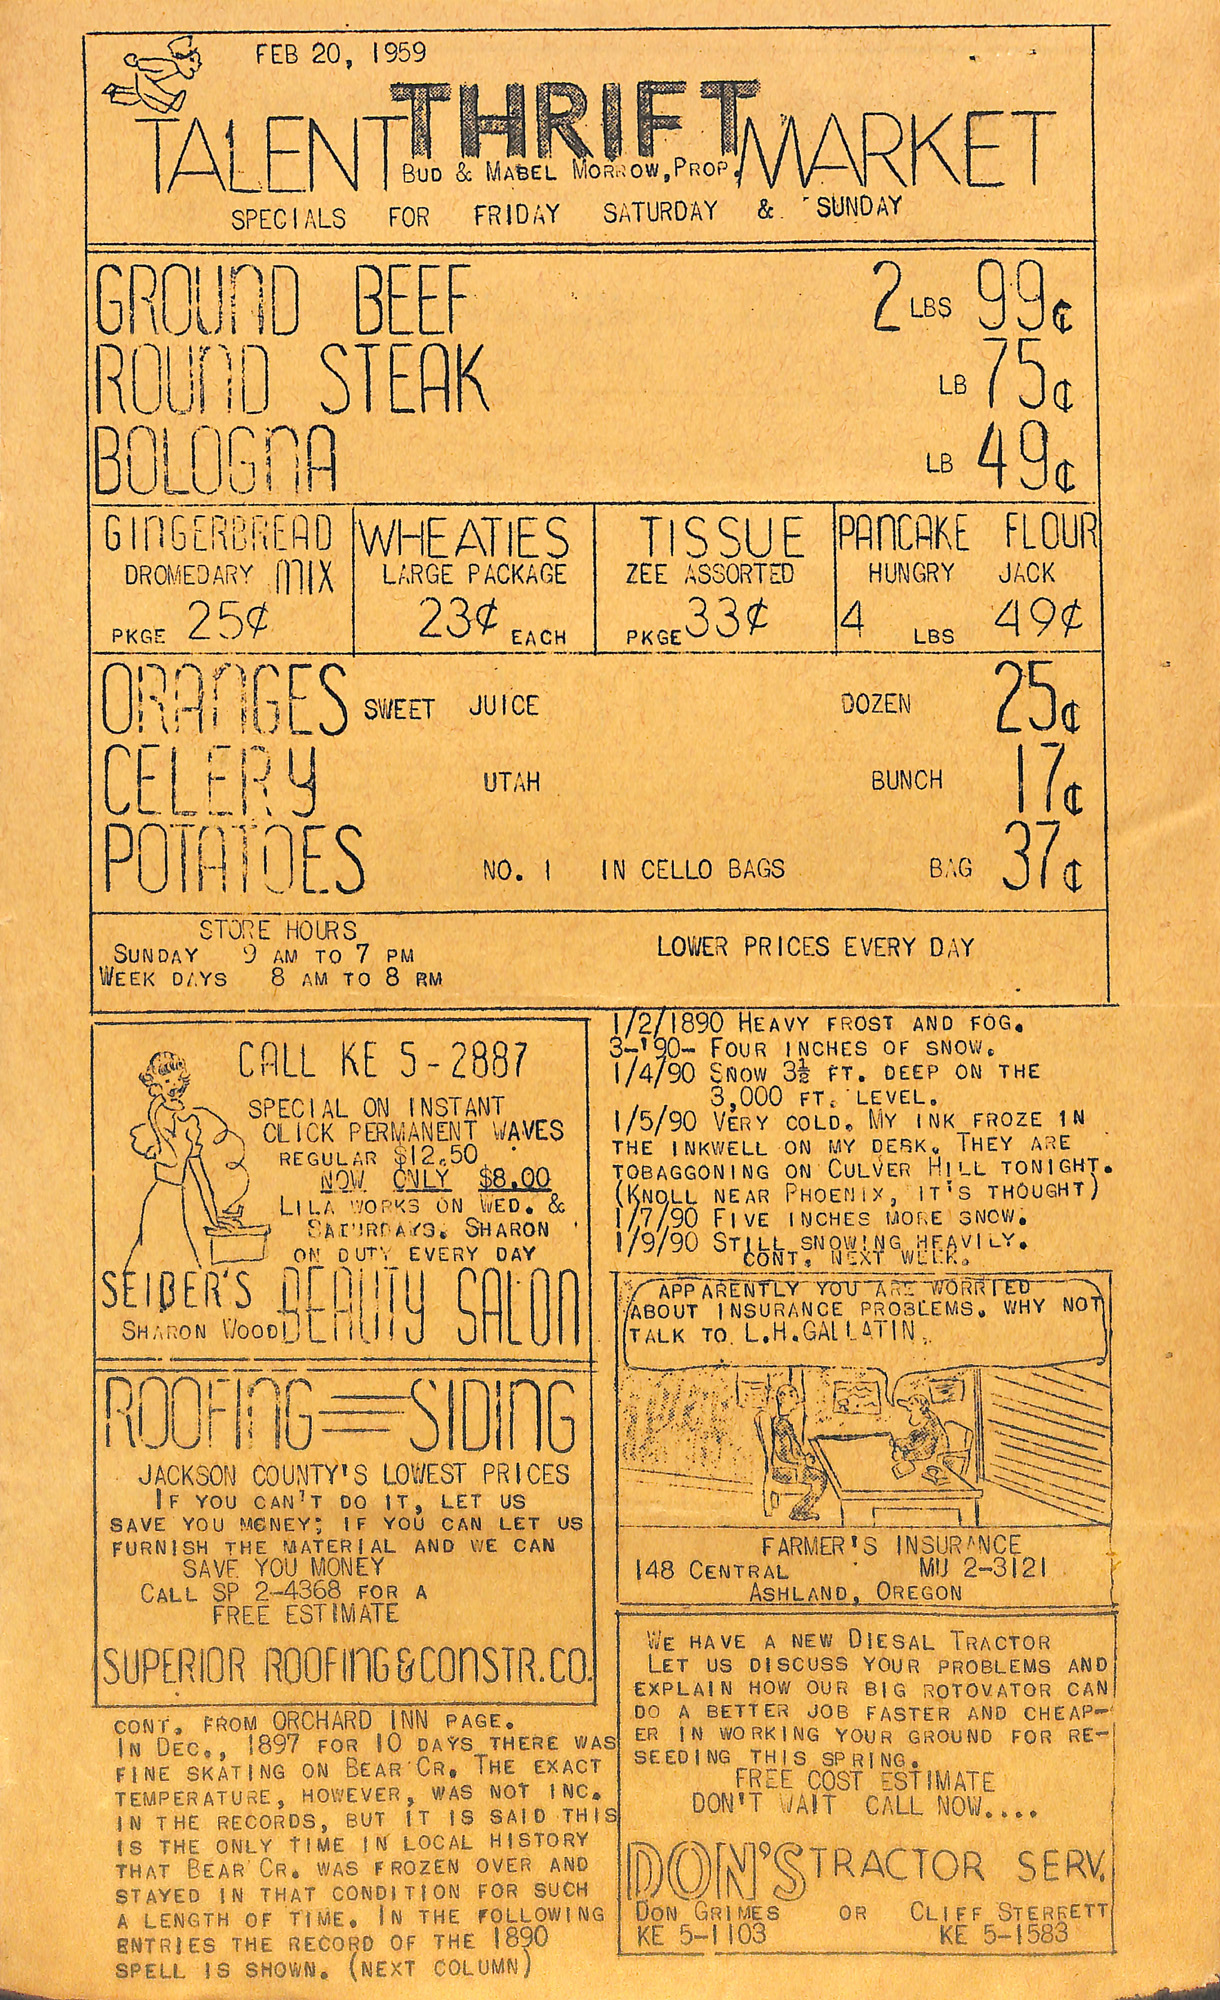 FEB 20, 1959
TALENT THRIFT MARKET
BUD & MABEL MORROW, PROP.
SPECIALS FOR FRIDAY SATURDAY & SUNDAY
GROUND BEEF 2 LBS 99¢
ROUND STEAK LB 75¢
BOLOGNA LB 49¢
GINGERBREAD
DROMEDARY MIX
PKGE 25¢
WHEATIES
LARGE PACKAGE
23¢ EACH
TISSUE
ZEE ASSORTED
PKGE 33¢
PANCAKE FLOUR
HUNGRY JACK
4 LBS 49¢
ORANGES SWEET JUICE DOZEN 25¢
CELERY UTAH BUNCH 17¢
POTATOES NO. 1 IN CELLO BAGS BAG 37¢
STORE HOURS
SUNDAY 9 AM TO 7 PM
WEEK DAYS 8 AM TO 8 PM
LOWER PRICES EVERY DAY
CALL KE 5-2887
SPECIAL ON INSTANT
CLICK PERMANENT WAVES
REGULAR $12.50
NOW ONLY $8.00
LILA WORKS ON WED. &
SATURDAYS. SHARON
ON DUTY EVERY DAY
SEIBER'S BEAUTY SALON
SHARON WOOD
ROOFING SIDING
JACKSON COUNTY'S LOWEST PRICES
IF YOU CAN'T DO IT, LET US
SAVE YOU MONEY; IF YOU CAN LET US
FURNISH THE MATERIAL AND WE CAN
SAVE YOU MONEY
CALL SP 2-4368 FOR A
FREE ESTIMATE
SUPERIOR ROOFING & CONSTR. CO.
CONT. FROM ORCHARD INN PAGE.
IN DEC., 1897 FOR 10 DAYS THERE WAS
FINE SKATING ON BEAR CR. THE EXACT
TEMPERATURE, HOWEVER, WAS NOT INC.
IN THE RECORDS, BUT IT IS SAID THIS
IS THE ONLY TIME IN LOCAL HISTORY
THAT BEAR CR. WAS FROZEN OVER AND
STAYED IN THAT CONDITION FOR SUCH
A LENGTH OF TIME. IN THE FOLLOWING
ENTRIES THE RECORD OF THE 1890
SPELL IS SHOWN. (NEXT COLUMN)
1/2/1890 HEAVY FROST AND FOG.
3-'90- FOUR INCHES OF SNOW.
1/4/90 SNOW 3½ FT. DEEP ON THE
3,000 FT. LEVEL.
1/5/90 VERY COLD. MY INK FROZE IN
THE INKWELL ON MY DESK. THEY ARE
TOBAGGONING ON CULVER HILL TONIGHT.
(KNOLL NEAR PHOENIX, IT'S THOUGHT)
1/7/90 FIVE INCHES MORE SNOW.
1/9/90 STILL SNOWING HEAVILY.
CONT. NEXT WEEK.
APPARENTLY YOU ARE WORRIED
ABOUT INSURANCE PROBLEMS. WHY NOT
TALK TO L.H.GALLATIN.
FARMER'S INSURANCE
148 CENTRAL MU 2-3121
ASHLAND, OREGON
WE HAVE A NEW DIESAL TRACTOR
LET US DISCUSS YOUR PROBLEMS AND
EXPLAIN HOW OUR BIG ROTOVATOR CAN
DO A BETTER JOB FASTER AND CHEAP-
ER IN WORKING YOUR GROUND FOR RE-
SEEDING THIS SPRING.
FREE COST ESTIMATE
DON'T WAIT CALL NOW....
DON'S TRACTOR SERV.
DON GRIMES OR CLIFF STERRETT
KE 5-1103 KE 5-1583